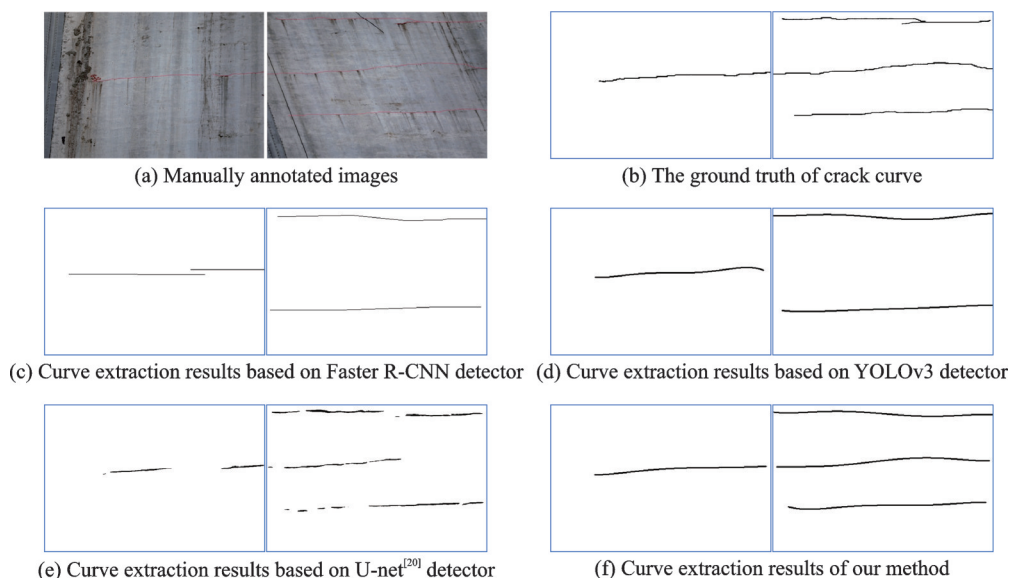 (a) Manually annotated images
(b) The ground truth of crack curve
(c) Curve extraction results based on Faster R-CNN detector
(d) Curve extraction results based on YOLOv3 detector
(e) Curve extraction results based on U-net[20] detector
(f) Curve extraction results of our method